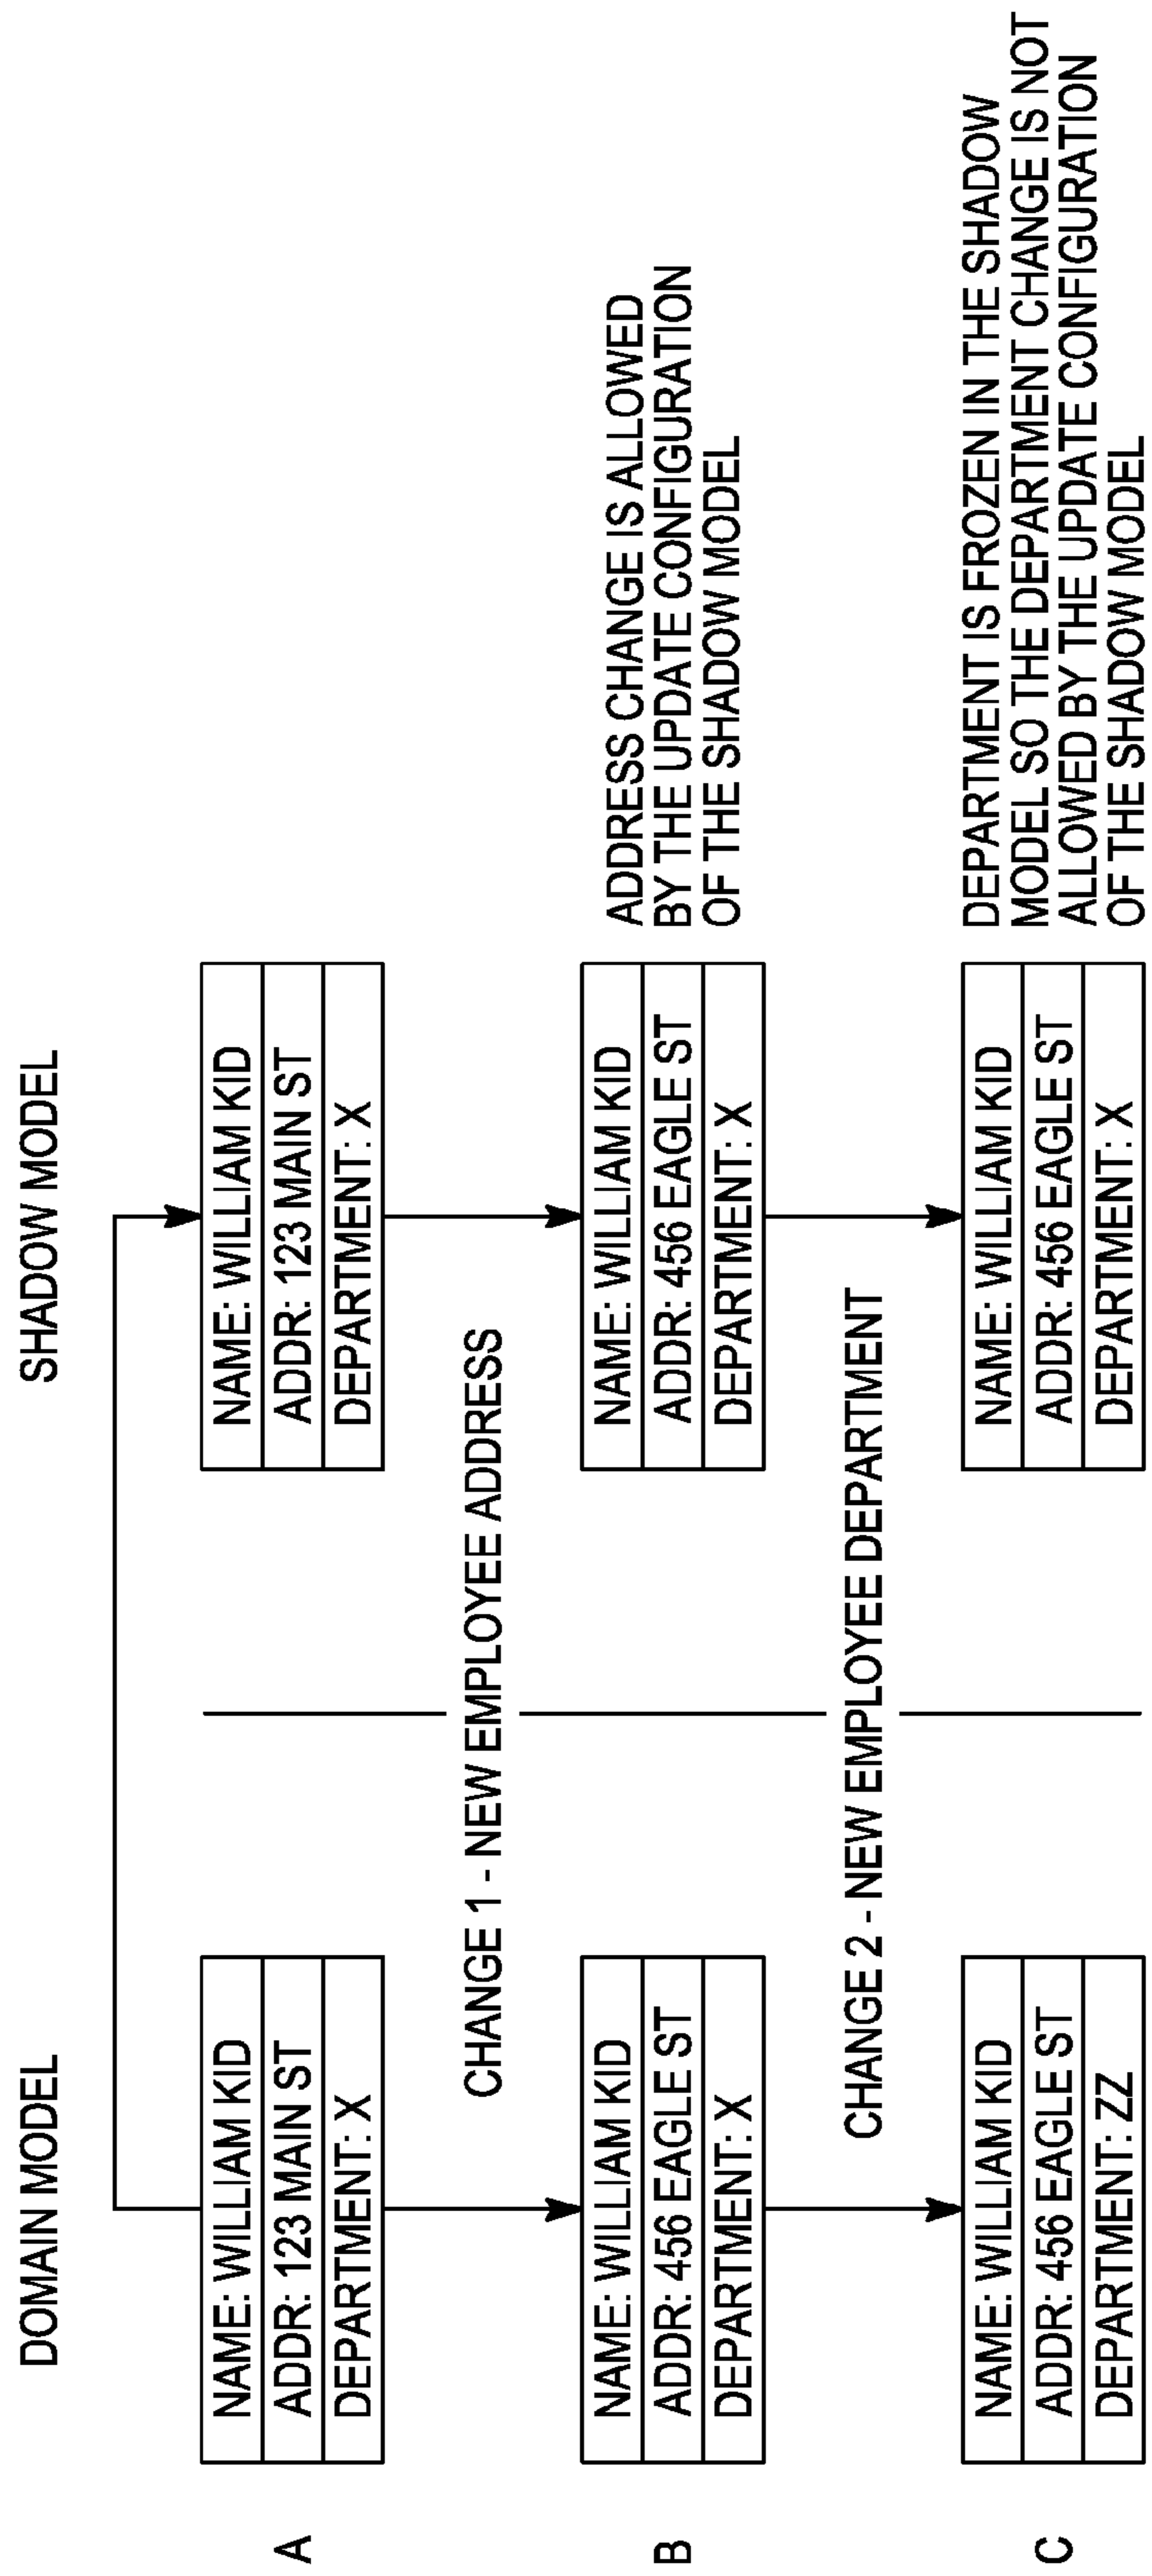 DOMAIN MODEL
SHADOW MODEL
A
NAME: WILLIAM KID
ADDR: 123 MAIN ST
DEPARTMENT: X
NAME: WILLIAM KID
ADDR: 123 MAIN ST
DEPARTMENT: X
CHANGE 1 - NEW EMPLOYEE ADDRESS
B
NAME: WILLIAM KID
ADDR: 456 EAGLE ST
DEPARTMENT: X
NAME: WILLIAM KID
ADDR: 456 EAGLE ST
DEPARTMENT: X
ADDRESS CHANGE IS ALLOWED
BY THE UPDATE CONFIGURATION
OF THE SHADOW MODEL
CHANGE 2 - NEW EMPLOYEE DEPARTMENT
C
NAME: WILLIAM KID
ADDR: 456 EAGLE ST
DEPARTMENT: ZZ
NAME: WILLIAM KID
ADDR: 456 EAGLE ST
DEPARTMENT: X
DEPARTMENT IS FROZEN IN THE SHADOW
MODEL SO THE DEPARTMENT CHANGE IS NOT
ALLOWED BY THE UPDATE CONFIGURATION
OF THE SHADOW MODEL